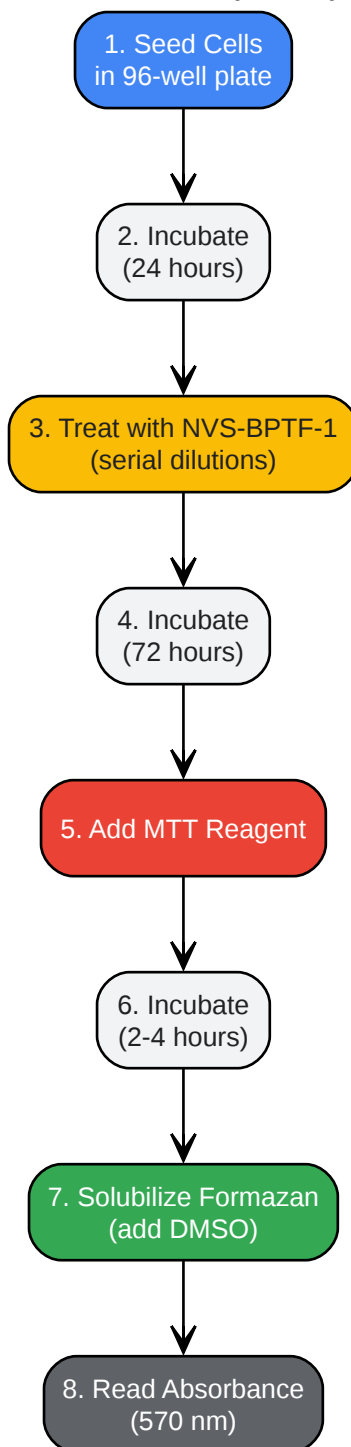 1. Seed Cells
in 96-well plate
2. Incubate
(24 hours)
3. Treat with NVS-BPTF-1
(serial dilutions)
4. Incubate
(72 hours)
5. Add MTT Reagent
6. Incubate
(2-4 hours)
7. Solubilize Formazan
(add DMSO)
8. Read Absorbance
(570 nm)